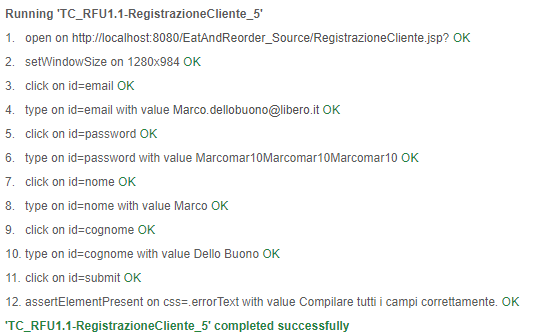 Running 'TC_RFU1.1-RegistrazioneCliente_5'
1. open on http://localhost:8080/EatAndReorder_Source/RegistrazioneCliente.jsp? OK
2. setWindowSize on 1280x984 OK
3. click on id=email OK
4. type on id=email with value Marco.dellobuono@libero.it OK
5. click on id=password OK
6. type on id=password with value Marcomar10Marcomar10Marcomar10 OK
7. click on id=nome OK
8. type on id=nome with value Marco OK
9. click on id=cognome OK
10. type on id=cognome with value Dello Buono OK
11. click on id=submit OK
12. assertElementPresent on css=.errorText with value Compilare tutti i campi correttamente. OK
'TC_RFU1.1-RegistrazioneCliente_5' completed successfully